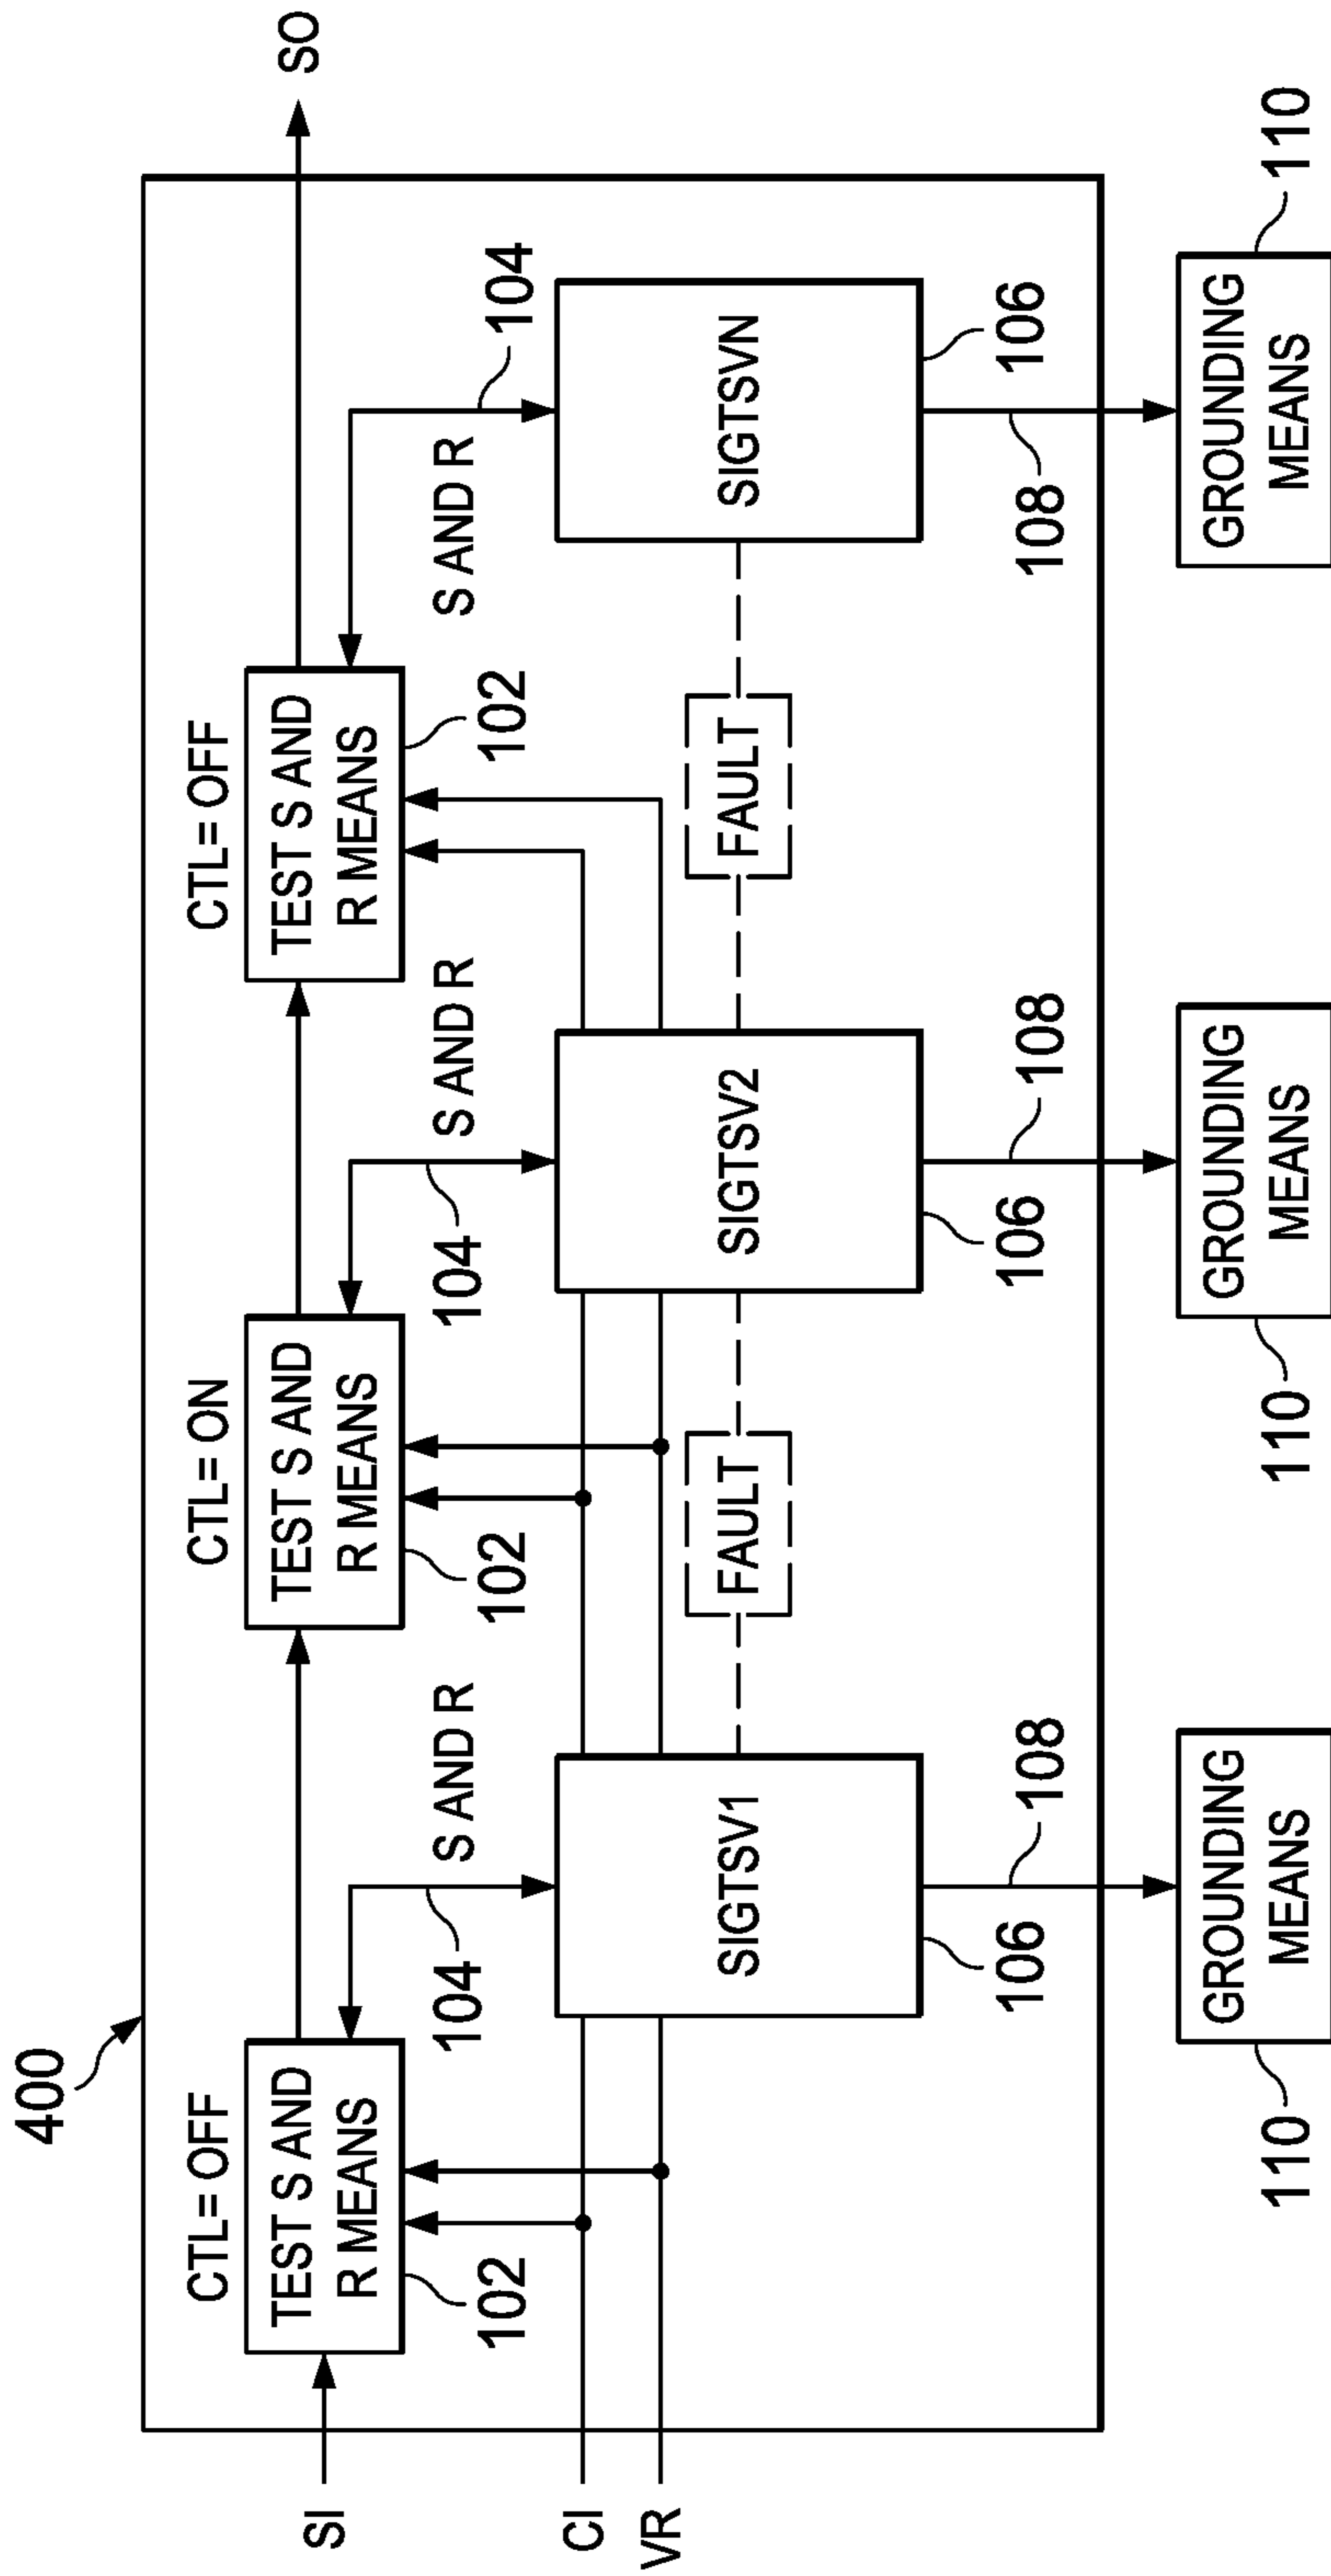 400
CTL= OFF
CTL= ON
CTL= OFF
SI
TEST S AND
R MEANS
TEST S AND
R MEANS
TEST S AND
R MEANS
SO
102
102
102
104
S AND R
104
S AND R
S AND R
104
CI
VR
SIGTSV1
FAULT
SIGTSV2
FAULT
SIGTSVN
106
108
106
108
108
106
GROUNDING
MEANS
GROUNDING
MEANS
GROUNDING
MEANS
110
110
110